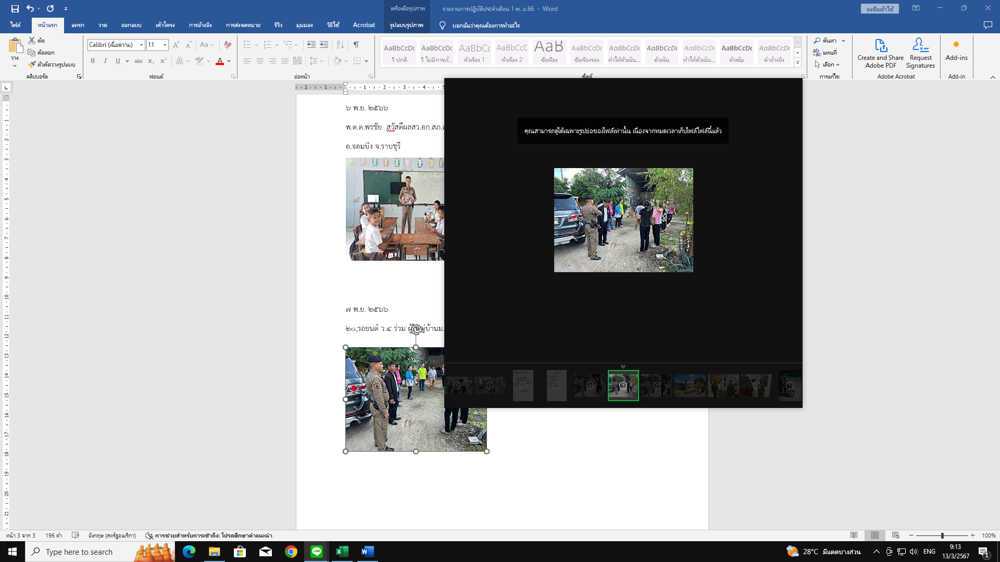 เครื่องมือรูปภาพ
รายงานการปฏิบัติประจำเดือน 1 พ..ย.66 - Word
ลงชื่อเข้าใช้
ไฟล์ หน้าแรก แทรก วาด ออกแบบ เค้าโครง การอ้างอิง การส่งจดหมาย รีวิว มุมมอง วิธีใช้ Acrobat รูปแบบรูปภาพ บอกฉันว่าคุณต้องการทำอะไร
วาง
ตัด
คัดลอก
ตัวคัดวางรูปแบบ
คลิปบอร์ด
Calibri (เนื้อความ) 11
ฟอนต์
ย่อหน้า
AaBbCcDc AaBbCcDc AaBbC( AaBbCcE AaB AaBbCcD AaBbCcDt AaBbCcDt AaBbCcDt AaBbCcDc AaBbCcDt
¶ ปกติ ¶ ไม่มีการเว้... หัวเรื่อง 1 หัวเรื่อง 2 ชื่อเรื่อง ชื่อเรื่องรอง ทำให้ตัวเน้น... ตัวเน้น ทำให้ตัวเน้น... ตัวเข้ม คำอ้างอิง
สไตล์
ค้นหา
แทนที่
เลือก
การแก้ไข
Create and Share
Adobe PDF
Request
Signatures
Adobe Acrobat
Add-ins
Add-in
๖ พ.ย. ๒๕๖๖
พ.ต.ต.พรชัย สวัสดีผลสว.อก.สภ.
อ.จอมบึง จ.ราชบุรี
คุณสามารถดูได้เฉพาะรูปย่อของไฟล์เท่านั้น เนื่องจากหมดเวลาเก็บไฟล์ไฟล์นี้แล้ว
๗ พ.ย. ๒๕๖๖
๒๐,รถยนต์ ว.๔ ร่วม ผู้ใหญ่บ้านม.
หน้า 3 จาก 3 196 คำ อังกฤษ (สหรัฐอเมริกา) การช่วยสำหรับการเข้าถึง: โปรดศึกษาคำแนะนำ
100%
Type here to search
28°C มีแดดบางส่วน
ENG
9:13
13/3/2567
1